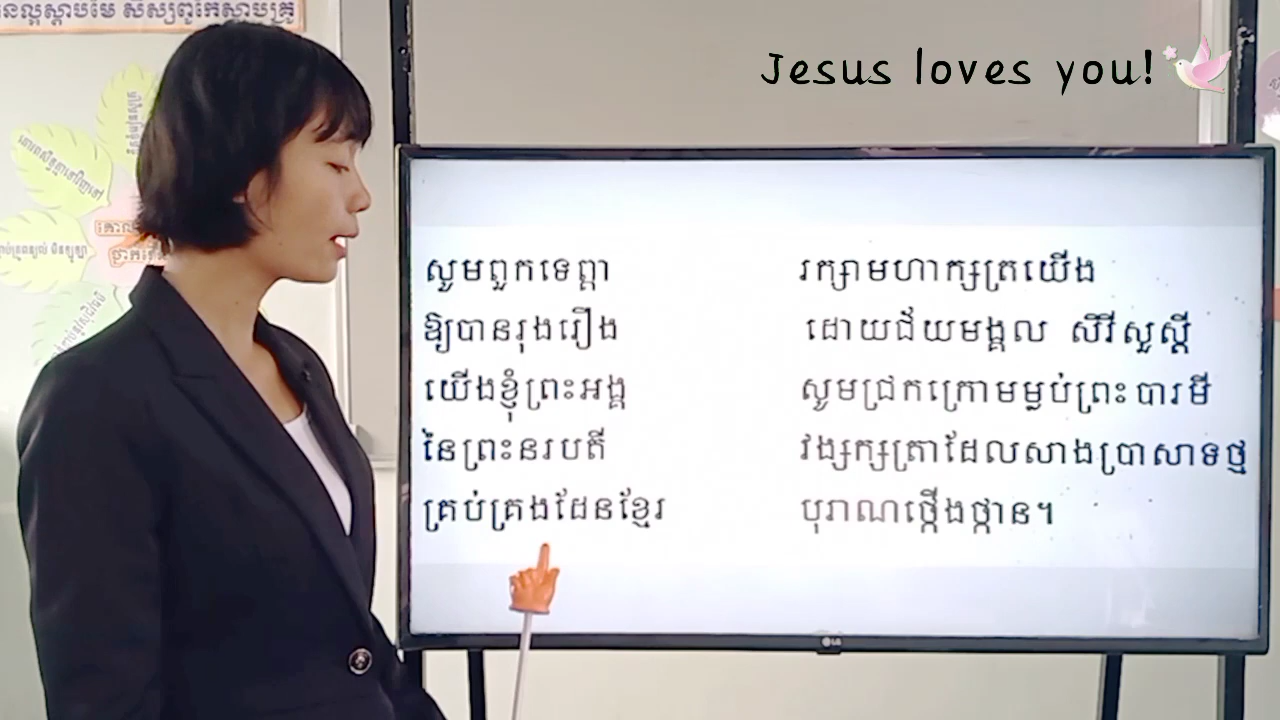 Jesus loves you!
សូមពួកទេព្តា រក្សាមហាក្សត្រយើង
ឱ្យបានរុងរឿង ដោយជ័យមង្គល សិរីសួស្តី
យើងខ្ញុំព្រះអង្គ សូមជ្រកក្រោមម្លប់ព្រះបារមី
នៃព្រះនរបតី វង្សក្សត្រាដែលសាងប្រាសាទថ្ម
គ្រប់គ្រងដែនខ្មែរ បុរាណថ្កើងថ្កាន។
LG